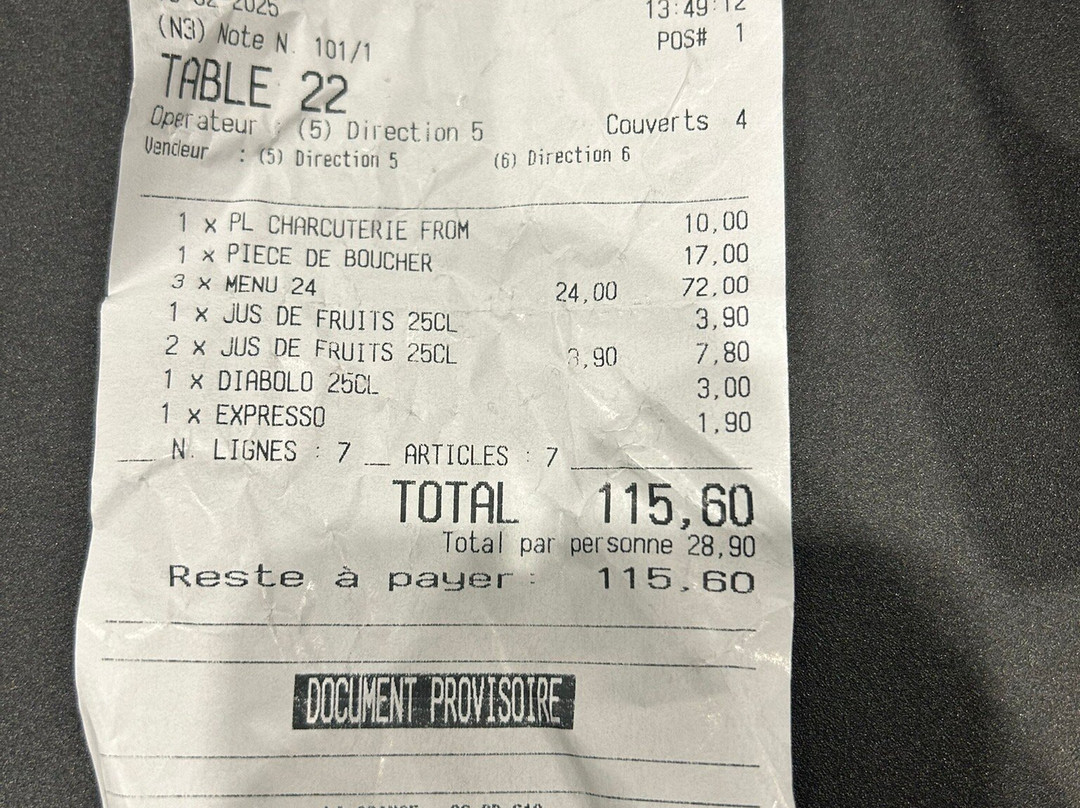 2025
13:49:12
(N3) Note N. 101/1
POS# 1
TABLE 22
Operateur : (5) Direction 5
Couverts 4
Vendeur : (5) Direction 5 (6) Direction 6
1 x PL CHARCUTERIE FROM 10,00
1 x PIECE DE BOUCHER 17,00
3 x MENU 24 24,00 72,00
1 x JUS DE FRUITS 25CL 3,90
2 x JUS DE FRUITS 25CL 3,90 7,80
1 x DIABOLO 25CL 3,00
1 x EXPRESSO 1,90
N. LIGNES : 7 ARTICLES : 7
TOTAL 115,60
Total par personne 28,90
Reste à payer : 115,60
DOCUMENT PROVISOIRE